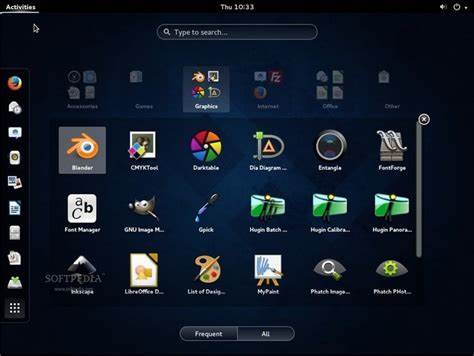 Activities
Thu 10:33
Type to search...
Accessories
Games
Graphics
Internet
Office
Other
Blender
CMYKTool
Darktable
Dia Diagram ...
Entangle
FontForge
Font Manager
GNU Image M...
Gpick
Hugin Batch ...
Hugin Calibra...
Hugin Panora...
SOFTPEDIA
Inkscape
LibreOffice D...
List of Desig...
MyPaint
Phatch Imag...
Phatch PHot...
Frequent
All